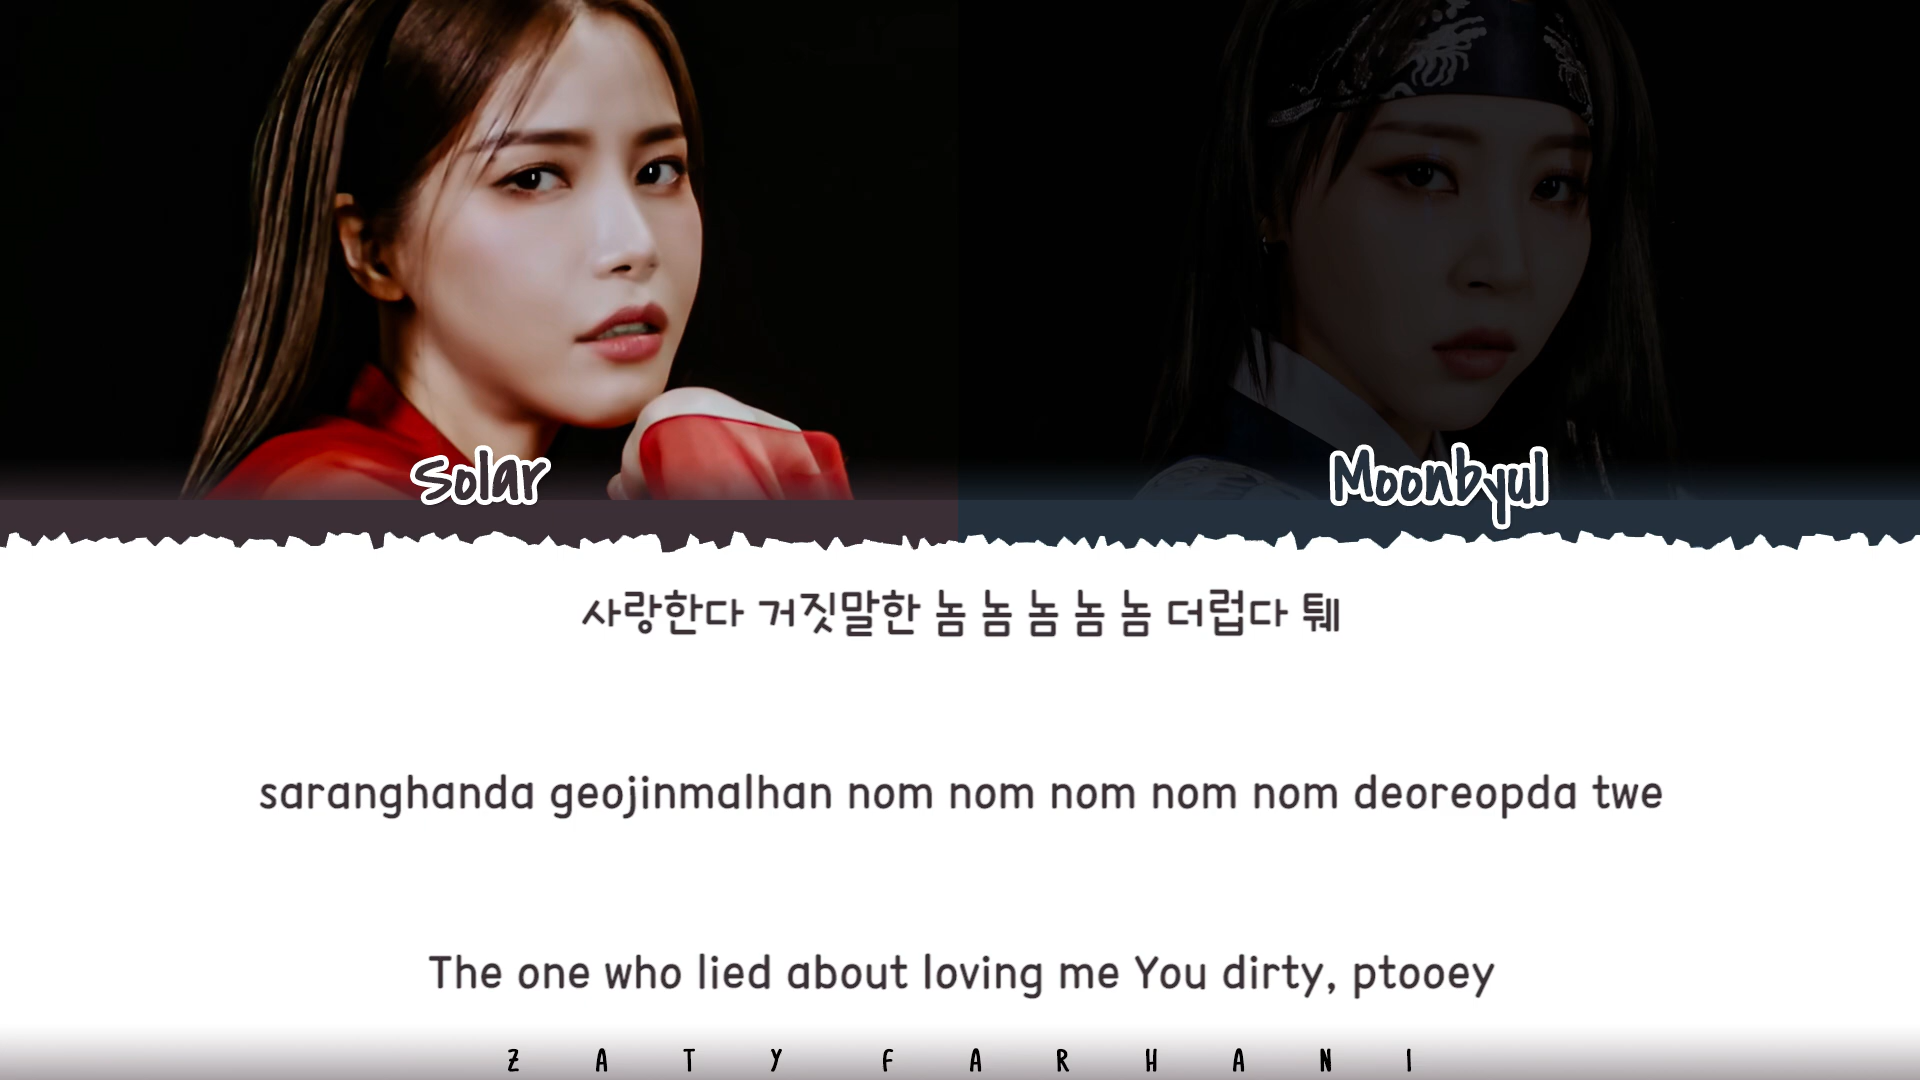 Solar
Moonbyul
사랑한다 거짓말한 놈 놈 놈 놈 놈 더럽다 퉤
saranghanda geojinmalhan nom nom nom nom nom deoreopda twe
The one who lied about loving me You dirty, ptooey
ZATY FARHANI